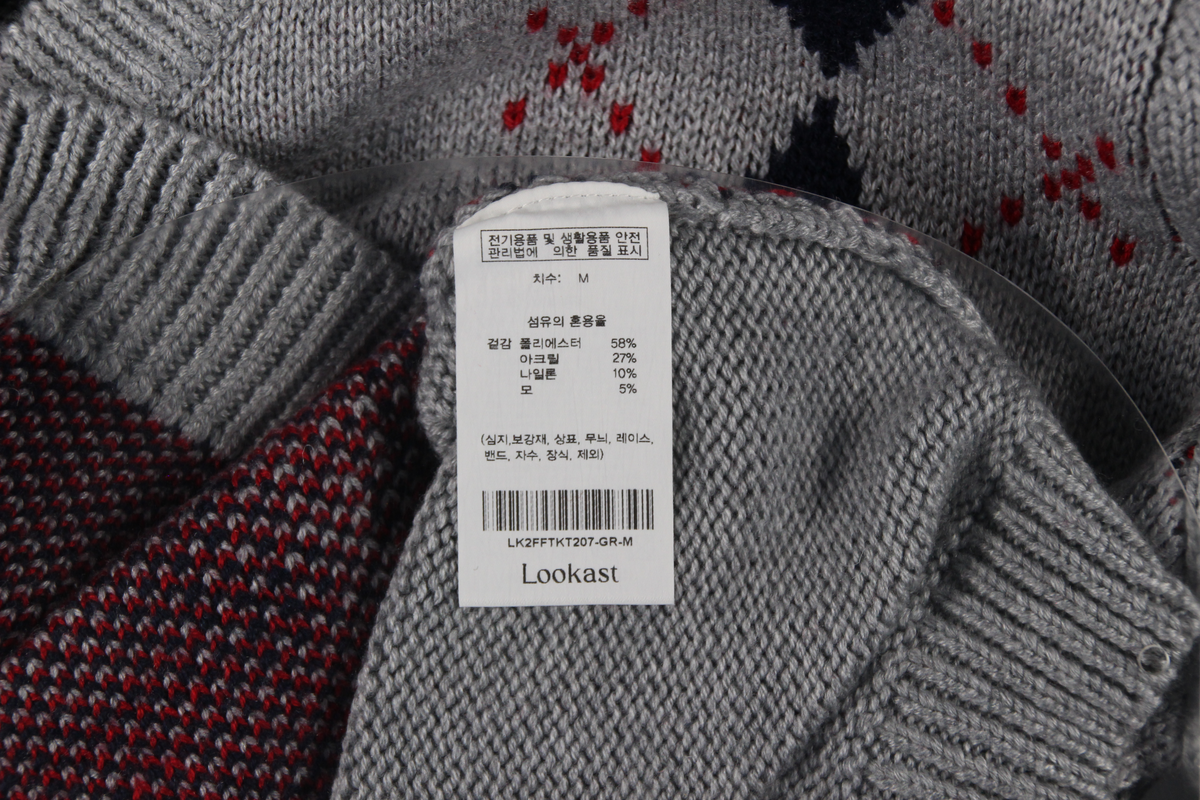 전기용품 및 생활용품 안전
관리법에 의한 품질 표시
치수: M
섬유의 혼용율
겉감 폴리에스터 58%
아크릴 27%
나일론 10%
모 5%
(심지,보강재, 상표, 무늬, 레이스,
밴드, 자수, 장식, 제외)
LK2FFTKT207-GR-M
Lookast